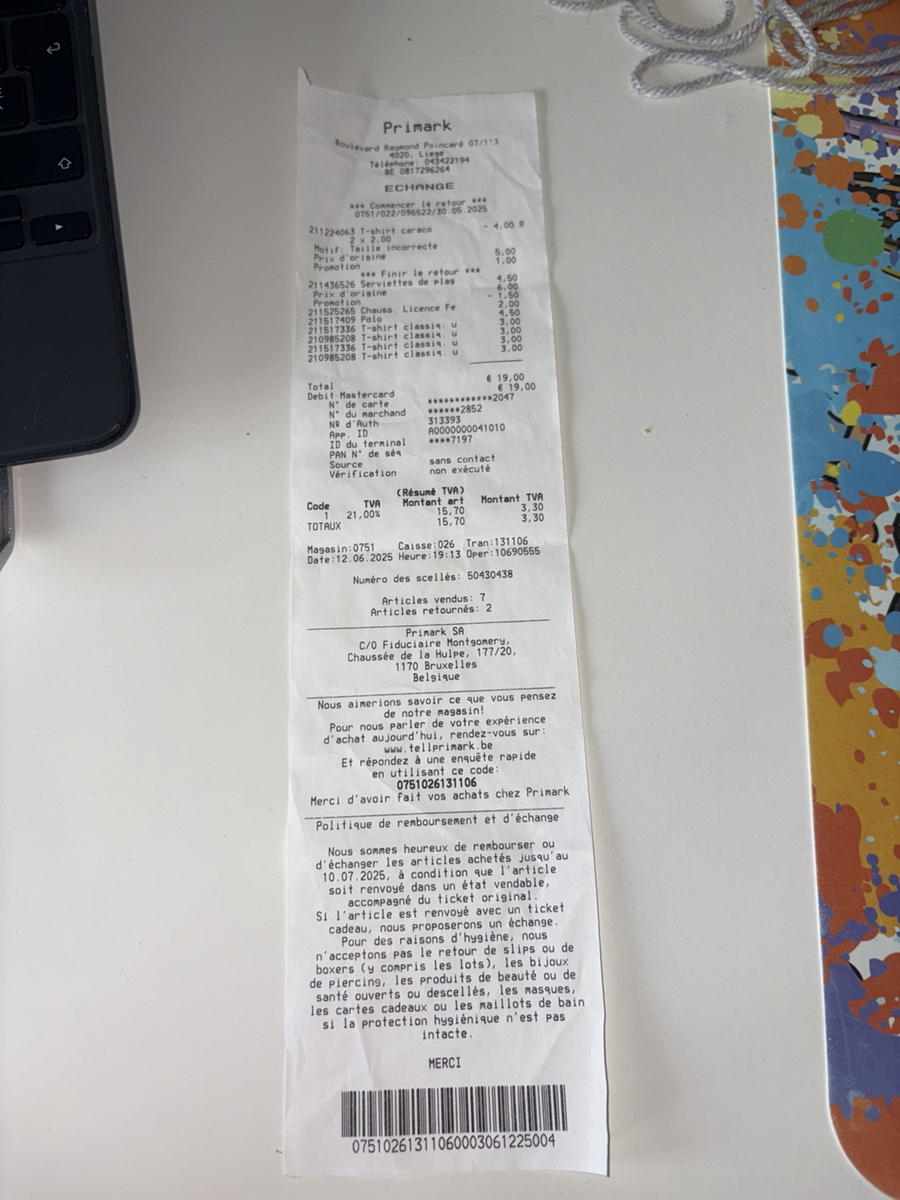 Primark
Boulevard Raymond Poincaré 07/113
4020, Liege
Téléphone: 043422194
BE 0817296264
ECHANGE
*** Commencer le retour ***
0751/022/096522/30.05.2025
211224063 T-shirt caraco - 4,00 R
2 x 2.00
Motif: Taille incorrecte
Prix d'origine 5,00
Promotion 1,00
*** Finir le retour ***
211436526 Serviettes de plag 4,50
Prix d'origine 6,00
Promotion - 1,50
211525265 Chauss. Licence Fe 2,00
211517409 Polo 4,50
211517336 T-shirt classiq. u 3,00
210985208 T-shirt classiq. u 3,00
211517336 T-shirt classiq. u 3,00
210985208 T-shirt classiq. u 3,00
Total € 19,00
Debit Mastercard € 19,00
N° de carte. ************2047
N° du marchand ******2852
Nº d'Auth 313393
App. ID A0000000041010
ID du terminal ****7197
PAN N° de séq
Source sans contact
Vérification non exécuté
(Résumé TVA)
Code TVA Montant art Montant TVA
1 21,00% 15,70 3,30
TOTAUX 15,70 3,30
Magasin:0751 Caisse:026 Tran:131106
Date:12.06.2025 Heure:19:13 Oper:10690555
Numéro des scellés: 50430438
Articles vendus: 7
Articles retournés: 2
Primark SA
C/O Fiduciaire Montgomery,
Chaussée de la Hulpe, 177/20,
1170 Bruxelles
Belgique
Nous aimerions savoir ce que vous pensez
de notre magasin!
Pour nous parler de votre expérience
d'achat aujourd'hui, rendez-vous sur:
www.tellprimark.be
Et répondez à une enquête rapide
en utilisant ce code:
0751026131106
Merci d'avoir fait vos achats chez Primark
Politique de remboursement et d'échange
Nous sommes heureux de rembourser ou
d'échanger les articles achetés jusqu'au
10.07.2025, à condition que l'article
soit renvoyé dans un état vendable,
accompagné du ticket original.
Si l'article est renvoyé avec un ticket
cadeau, nous proposerons un échange.
Pour des raisons d'hygiène, nous
n'acceptons pas le retour de slips ou de
boxers (y compris les lots), les bijoux
de piercing, les produits de beauté ou de
santé ouverts ou descellés, les masques,
les cartes cadeaux ou les maillots de bain
si la protection hygiénique n'est pas
intacte.
MERCI
07510261311060003061225004